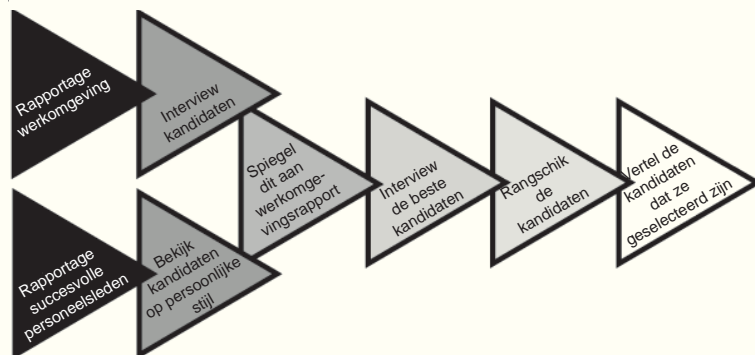 Rapportage
werkomgeving
Interview
kandidaten
Rapportage
succesvolle
personeelsleden
Bekijk
kandidaten
op persoonlijke
stijl
Spiegel
dit aan
werkomge-
vingsrapport
Interview
de beste
kandidaten
Rangschik
de
kandidaten
Vertel de
kandidaten
dat ze
geselecteerd zijn